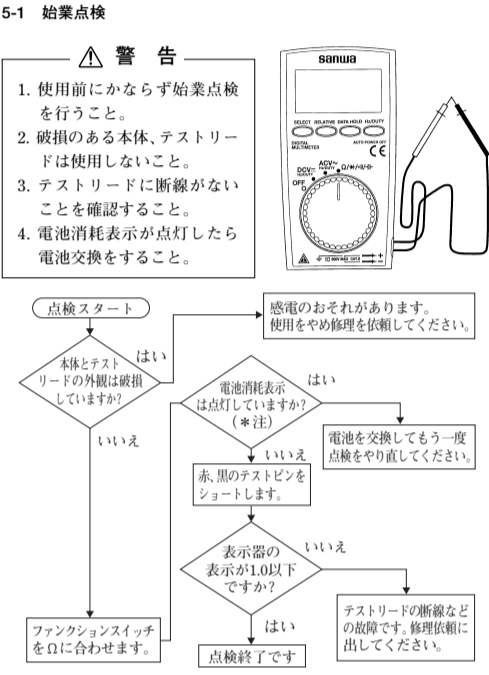 5-1 始業点検
警 告
1. 使用前にかならず始業点検
を行うこと。
2. 破損のある本体、テストリー
ドは使用しないこと。
3. テストリードに断線がない
ことを確認すること。
4. 電池消耗表示が点灯したら
電池交換をすること。
sanwa
SELECT RELATIVE DATA HOLD Hz/DUTY
DIGITAL
MULTIMETER
AUTO POWER OFF
CE
OFF
DCV
Hz/DUTY
ACV～
Hz/DUTY
点検スタート
感電のおそれがあります。
使用をやめ修理を依頼してください。
本体とテスト
リードの外観は破損
していますか?
はい
いいえ
電池消耗表示
は点灯していますか?
(＊注)
はい
電池を交換してもう一度
点検をやり直してください。
いいえ
赤、黒のテストピンを
ショートします。
表示器の
表示が1.0以下
ですか?
いいえ
テストリードの断線など
の故障です。修理依頼に
出してください。
はい
ファンクションスイッチ
をΩに合わせます。
点検終了です